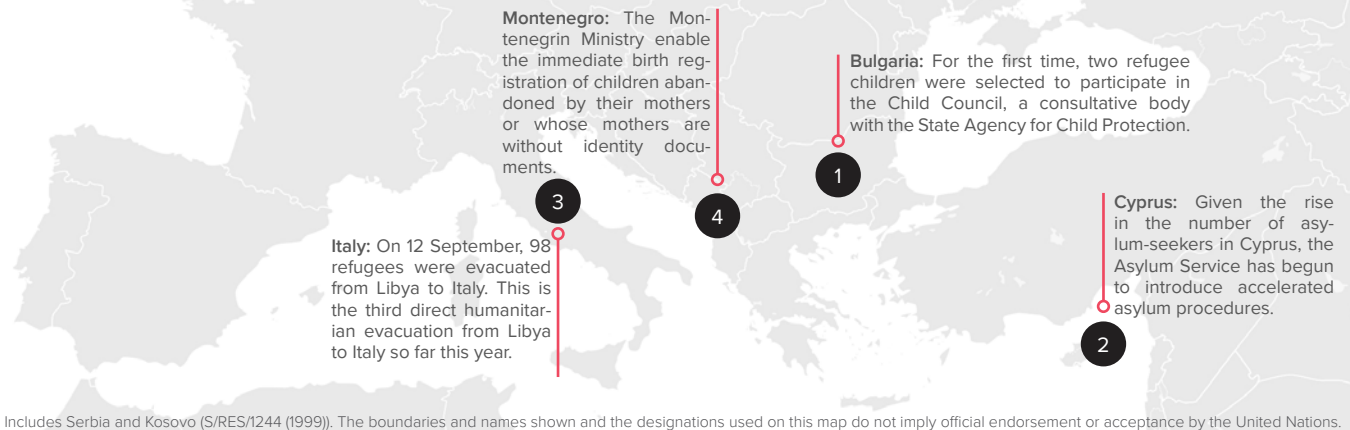 Montenegro: The Mon-
tenegrin Ministry enable
the immediate birth reg-
istration of children aban-
doned by their mothers
or whose mothers are
without identity docu-
ments.
Bulgaria: For the first time, two refugee
children were selected to participate in
the Child Council, a consultative body
with the State Agency for Child Protection.
1
3
4
Cyprus: Given the rise
in the number of asy-
lum-seekers in Cyprus, the
Asylum Service has begun
to introduce accelerated
asylum procedures.
2
Italy: On 12 September, 98
refugees were evacuated
from Libya to Italy. This is
the third direct humanitar-
ian evacuation from Libya
to Italy so far this year.
Includes Serbia and Kosovo (S/RES/1244 (1999)). The boundaries and names shown and the designations used on this map do not imply official endorsement or acceptance by the United Nations.